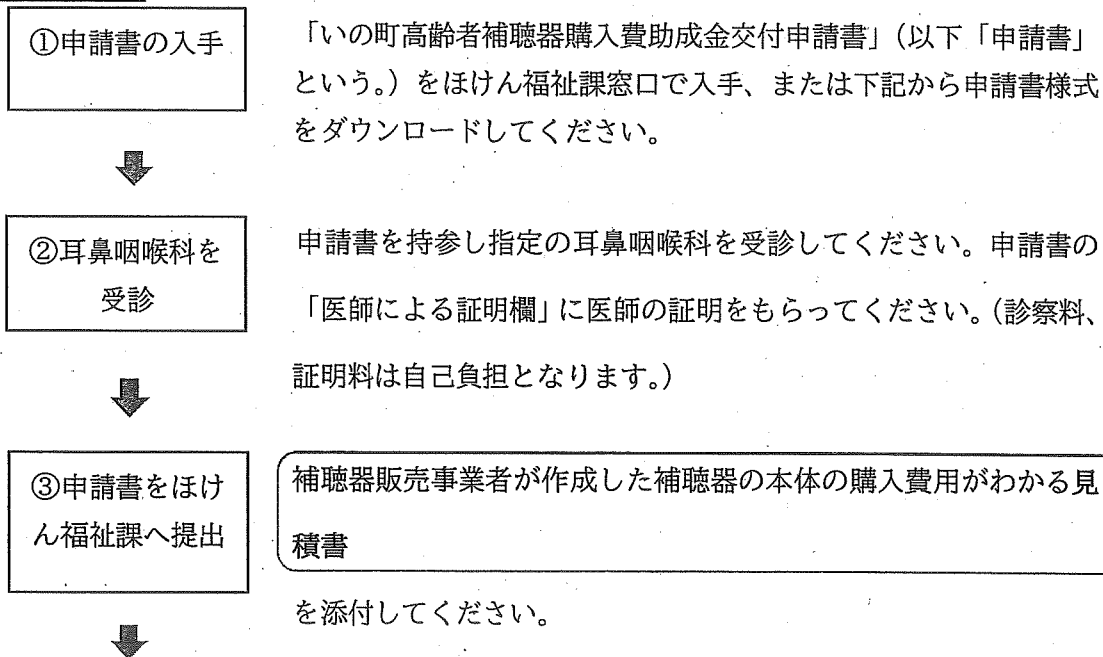 ①申請書の入手
「いの町高齢者補聴器購入費助成金交付申請書」（以下「申請書」
という。）をほけん福祉課窓口で入手、または下記から申請書様式
をダウンロードしてください。
②耳鼻咽喉科を
受診
申請書を持参し指定の耳鼻咽喉科を受診してください。申請書の
「医師による証明欄」に医師の証明をもらってください。（診察料、
証明料は自己負担となります。）
③申請書をほけ
ん福祉課へ提出
補聴器販売事業者が作成した補聴器の本体の購入費用がわかる見
積書
を添付してください。